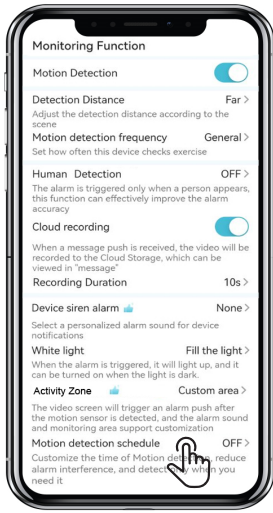 Monitoring Function
Motion Detection
Detection Distance Far >
Adjust the detection distance according to the
scene
Motion detection frequency General >
Set how often this device checks exercise
Human Detection OFF >
The alarm is triggered only when a person appears,
this function can effectively improve the alarm
accuracy
Cloud recording
When a message push is received, the video will be
recorded to the Cloud Storage, which can be
viewed in "message"
Recording Duration 10s >
Device siren alarm None >
Select a personalized alarm sound for device
notifications
White light Fill the light >
When the alarm is triggered, it will light up, and it
can be turned on when the light is dark.
Activity Zone Custom area >
The video screen will trigger an alarm push after
the motion sensor is detected, and the alarm sound
and monitoring area support customization
Motion detection schedule OFF >
Customize the time of Motion detection, reduce
alarm interference, and detect only when you
need it